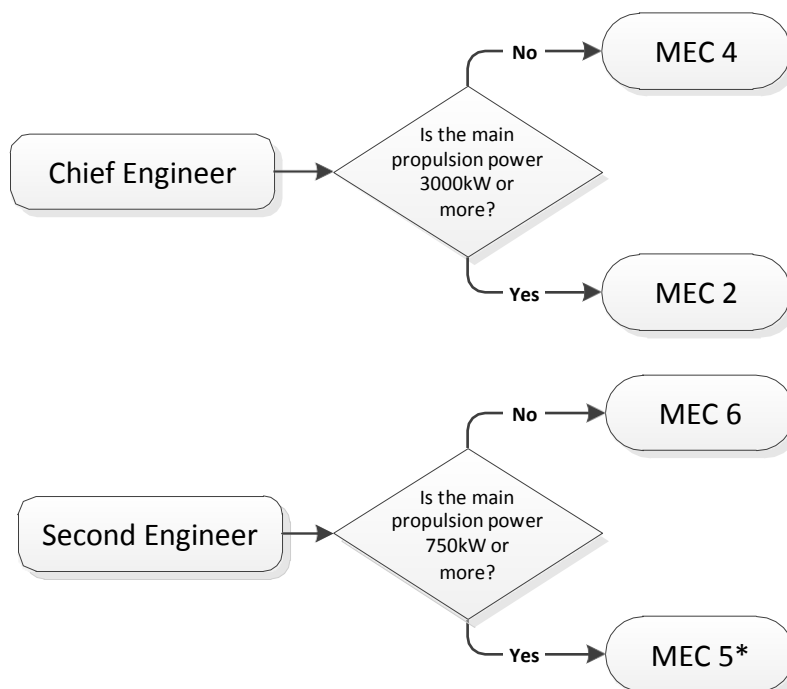 No
MEC 4
Is the main
propulsion power
3000kW or
more?
Chief Engineer
Yes
MEC 2
No
MEC 6
Is the main
propulsion power
750kW or
more?
Second Engineer
Yes
MEC 5*